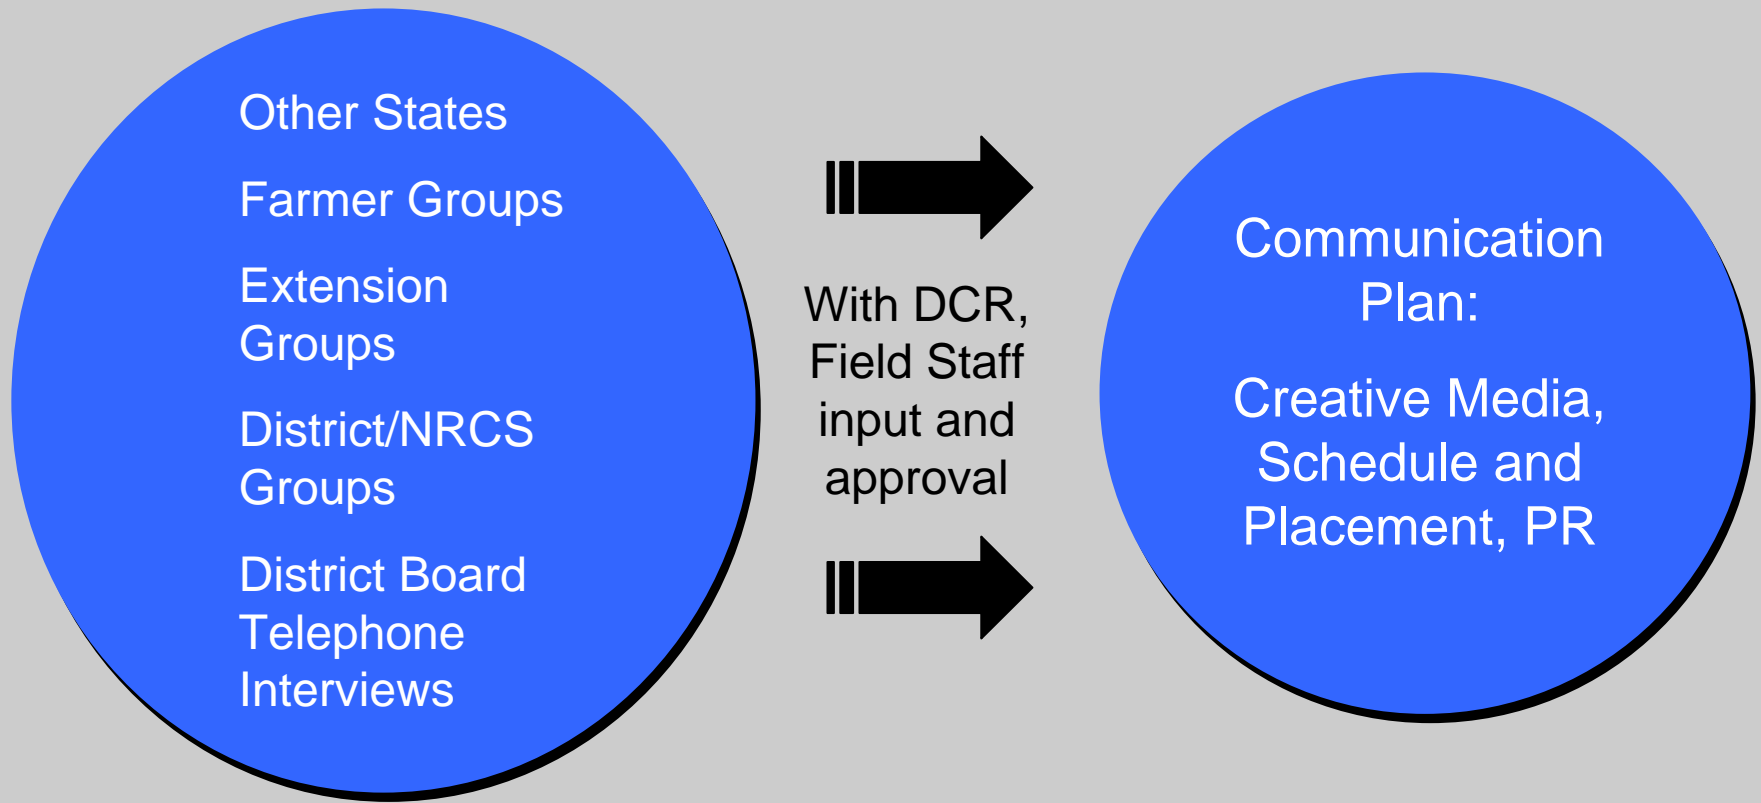 Other States
Farmer Groups
Extension
Groups
District/NRCS
Groups
District Board
Telephone
Interviews
With DCR,
Field Staff
input and
approval
Communication
Plan:
Creative Media,
Schedule and
Placement, PR